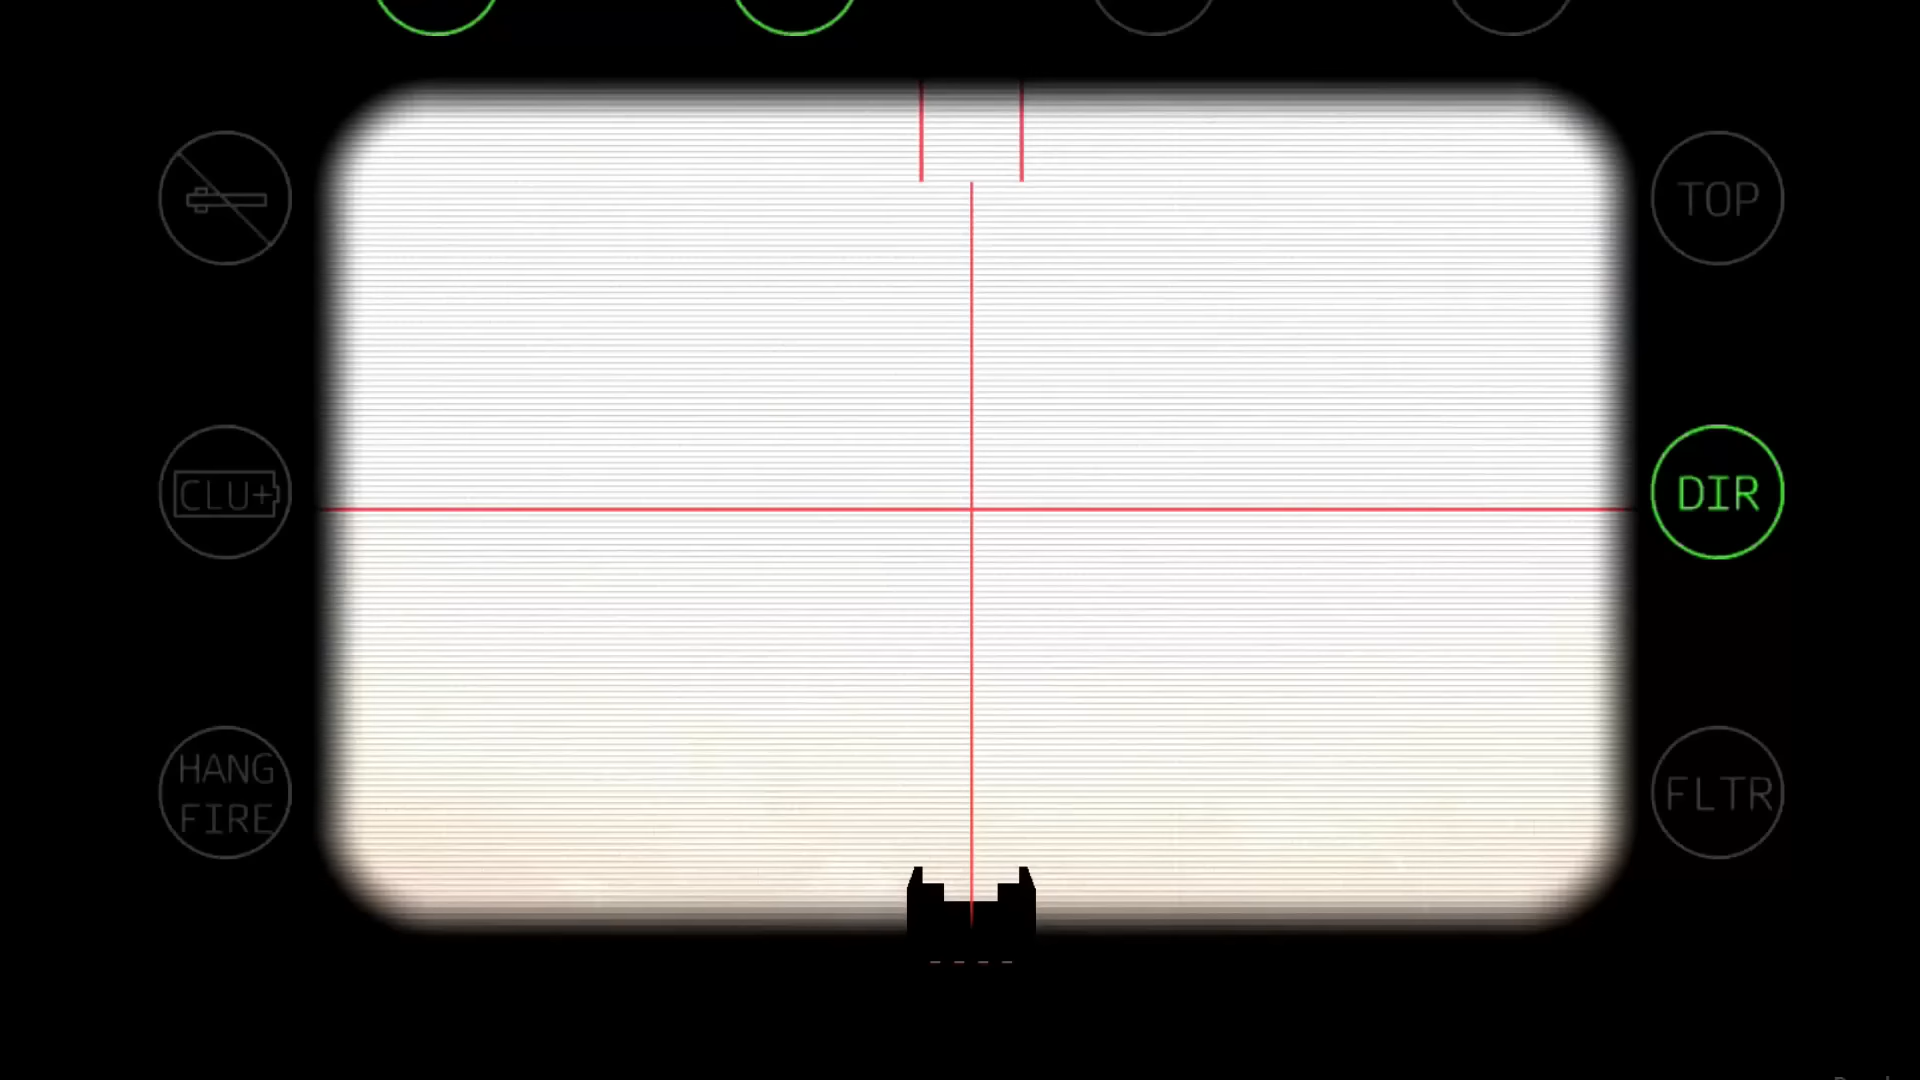 TOP
CLU+
DIR
HANG
FIRE
FLTR